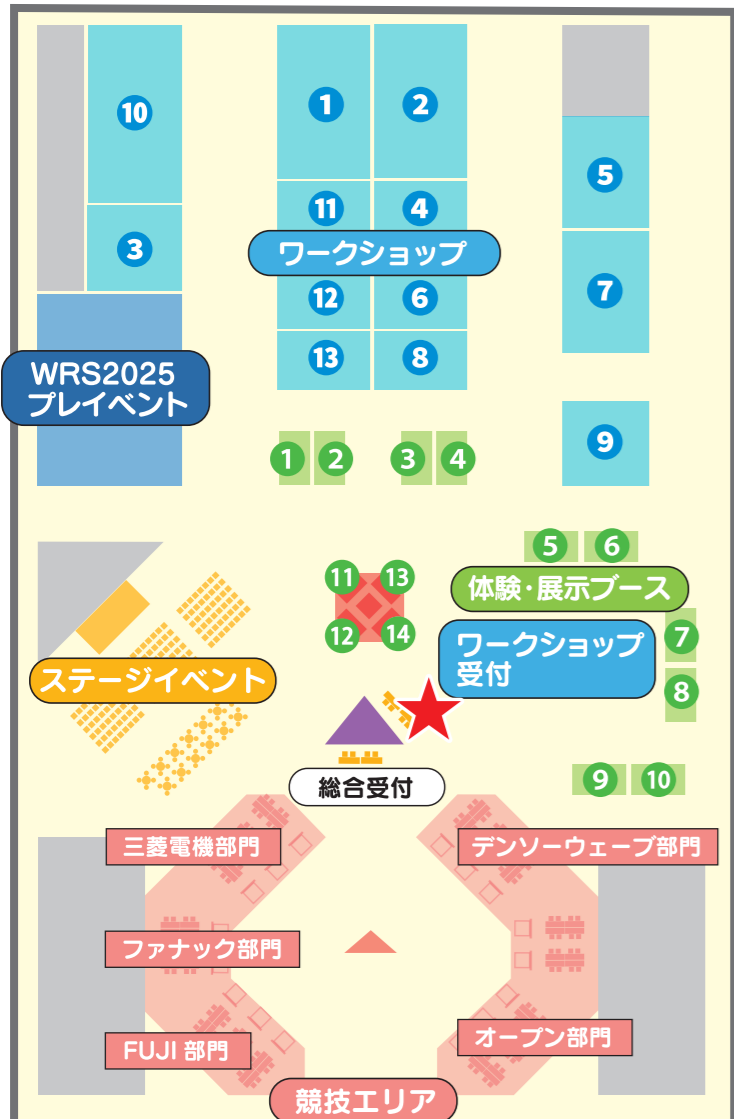 10
1
2
5
11
4
3
ワークショップ
7
12
6
13
8
WRS2025
プレイベント
9
1
2
3
4
5
6
11
13
体験・展示ブース
12
14
ワークショップ
受付
7
8
ステージイベント
総合受付
9
10
三菱電機部門
デンソーウェーブ部門
ファナック部門
FUJI 部門
オープン部門
競技エリア